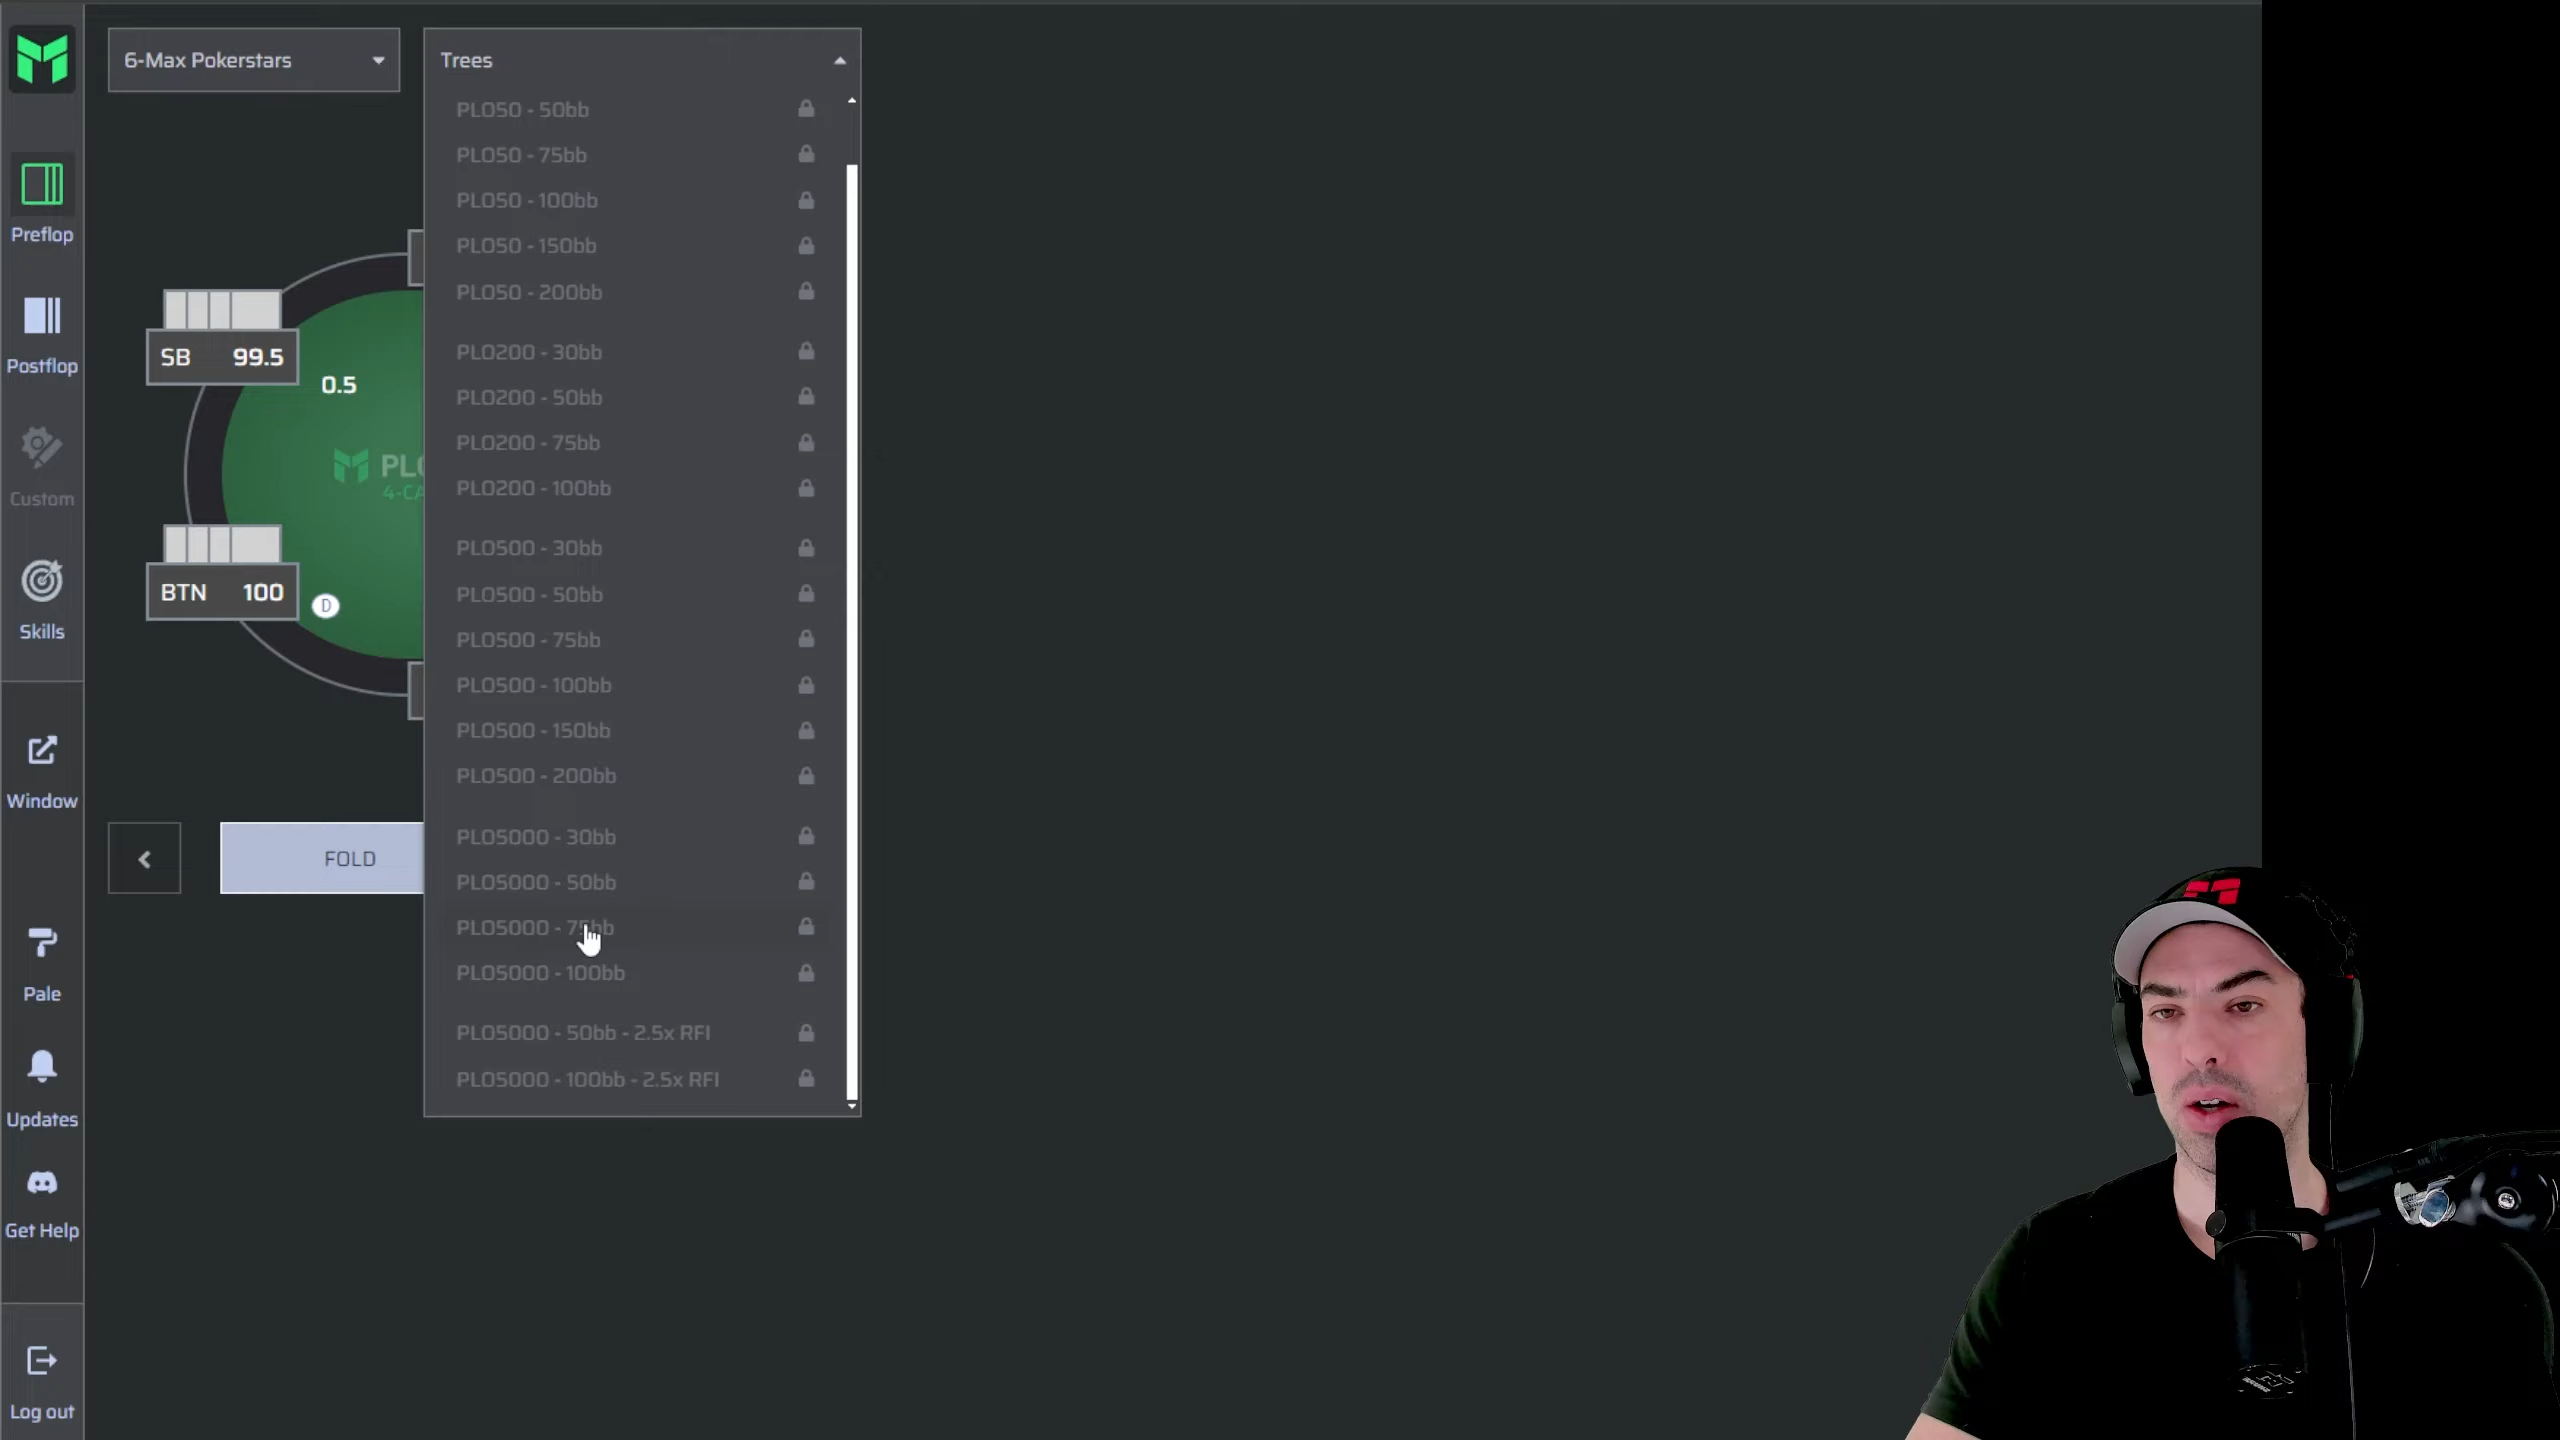 6-Max Pokerstars
Trees
PLO50 - 50bb
PLO50 - 75bb
PLO50 - 100bb
PLO50 - 150bb
PLO50 - 200bb
PLO200 - 30bb
PLO200 - 50bb
PLO200 - 75bb
PLO200 - 100bb
PLO500 - 30bb
PLO500 - 50bb
PLO500 - 75bb
PLO500 - 100bb
PLO500 - 150bb
PLO500 - 200bb
PLO5000 - 30bb
PLO5000 - 50bb
PLO5000 - 75bb
PLO5000 - 100bb
PLO5000 - 50bb - 2.5x RFI
PLO5000 - 100bb - 2.5x RFI
Preflop
Postflop
Custom
Skills
Window
Pale
Updates
Get Help
Log out
SB 99.5
0.5
PLO
4-CA
BTN 100
D
FOLD